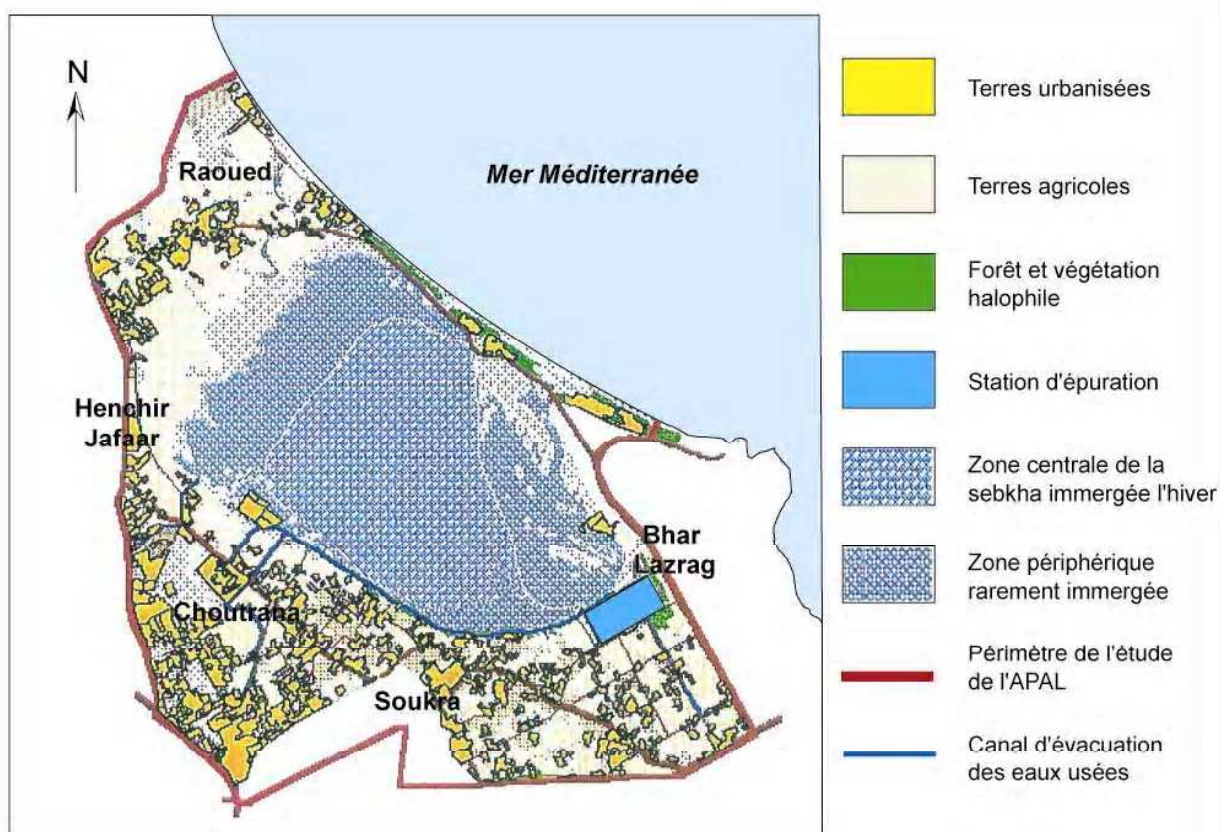 N
Raoued
Mer Méditerranée
Henchir
Jafaar
Bhar
Lazrag
Choutrana
Soukra
Terres urbanisées
Terres agricoles
Forêt et végétation
halophile
Station d'épuration
Zone centrale de la
sebkha immergée l'hiver
Zone périphérique
rarement immergée
Périmètre de l'étude
de l'APAL
Canal d'évacuation
des eaux usées